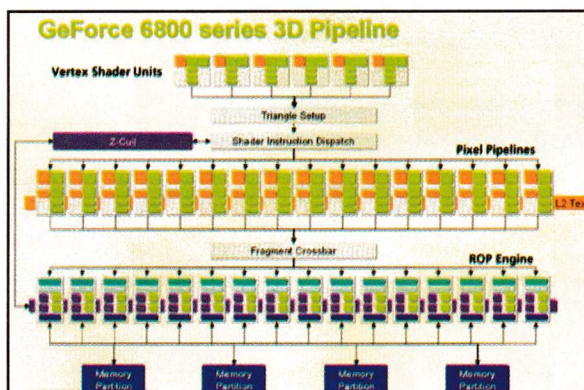 GeForce 6800 series 3D Pipeline
Vertex Shader Units
Triangle Setup
Z-Cull
Shader Instruction Dispatch
Pixel Pipelines
L2 Tex
Fragment Crossbar
ROP Engine
Memory
Partition
Memory
Partition
Memory
Partition
Memory
Partition